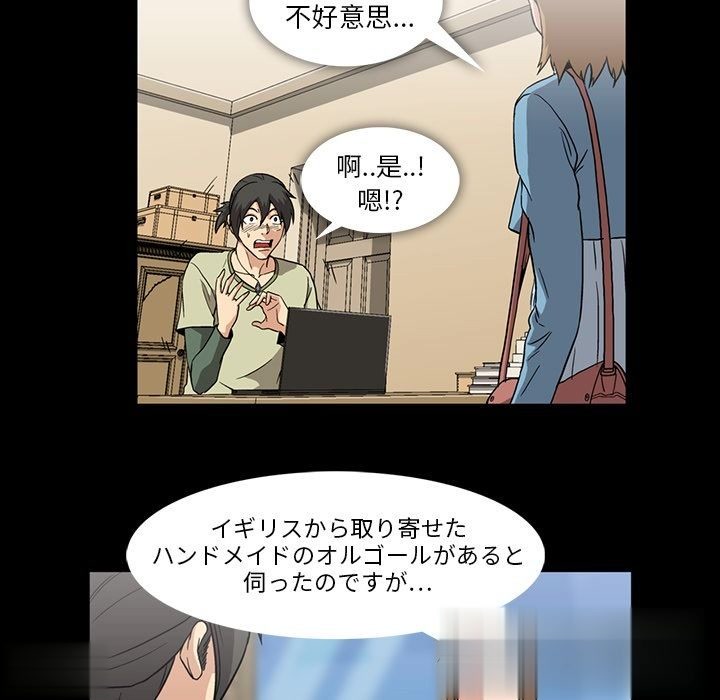 不好意思...
啊..是..!
嗯!?
イギリスから取り寄せた
ハンドメイドのオルゴールがあると
伺ったのですが...